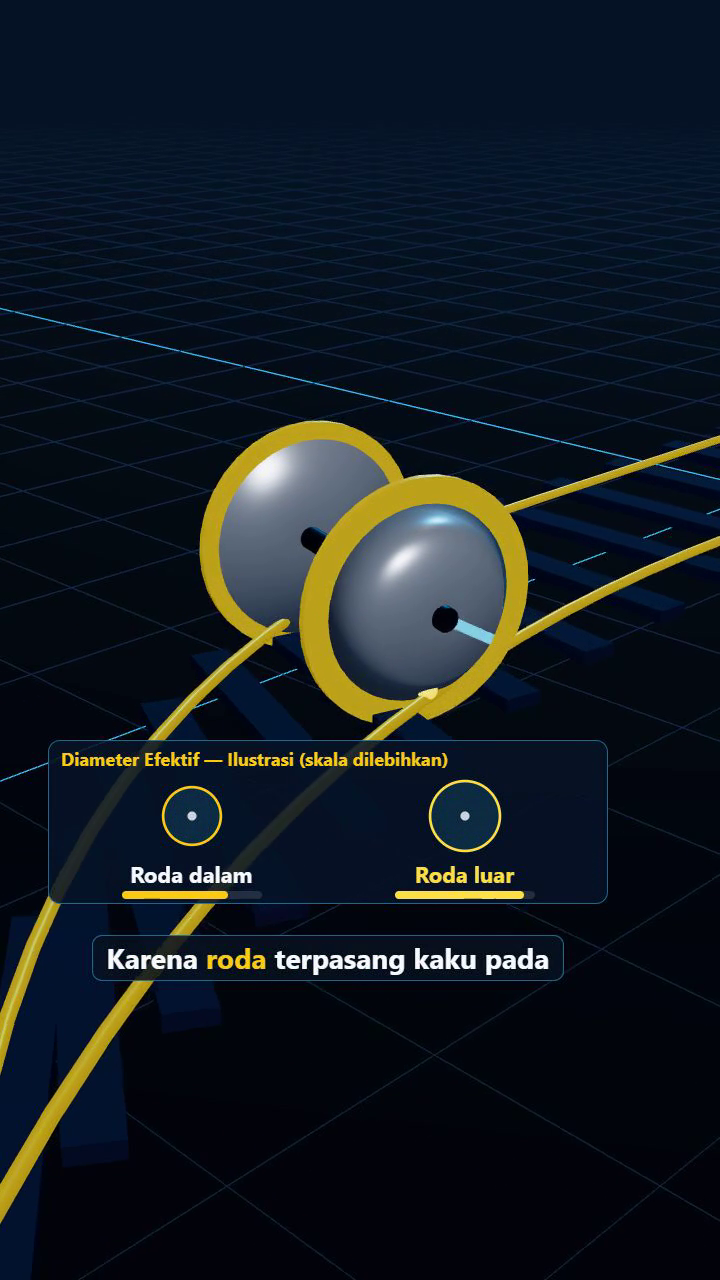 Diameter Efektif — Ilustrasi (skala dilebihkan)
Roda dalam
Roda luar
Karena roda terpasang kaku pada